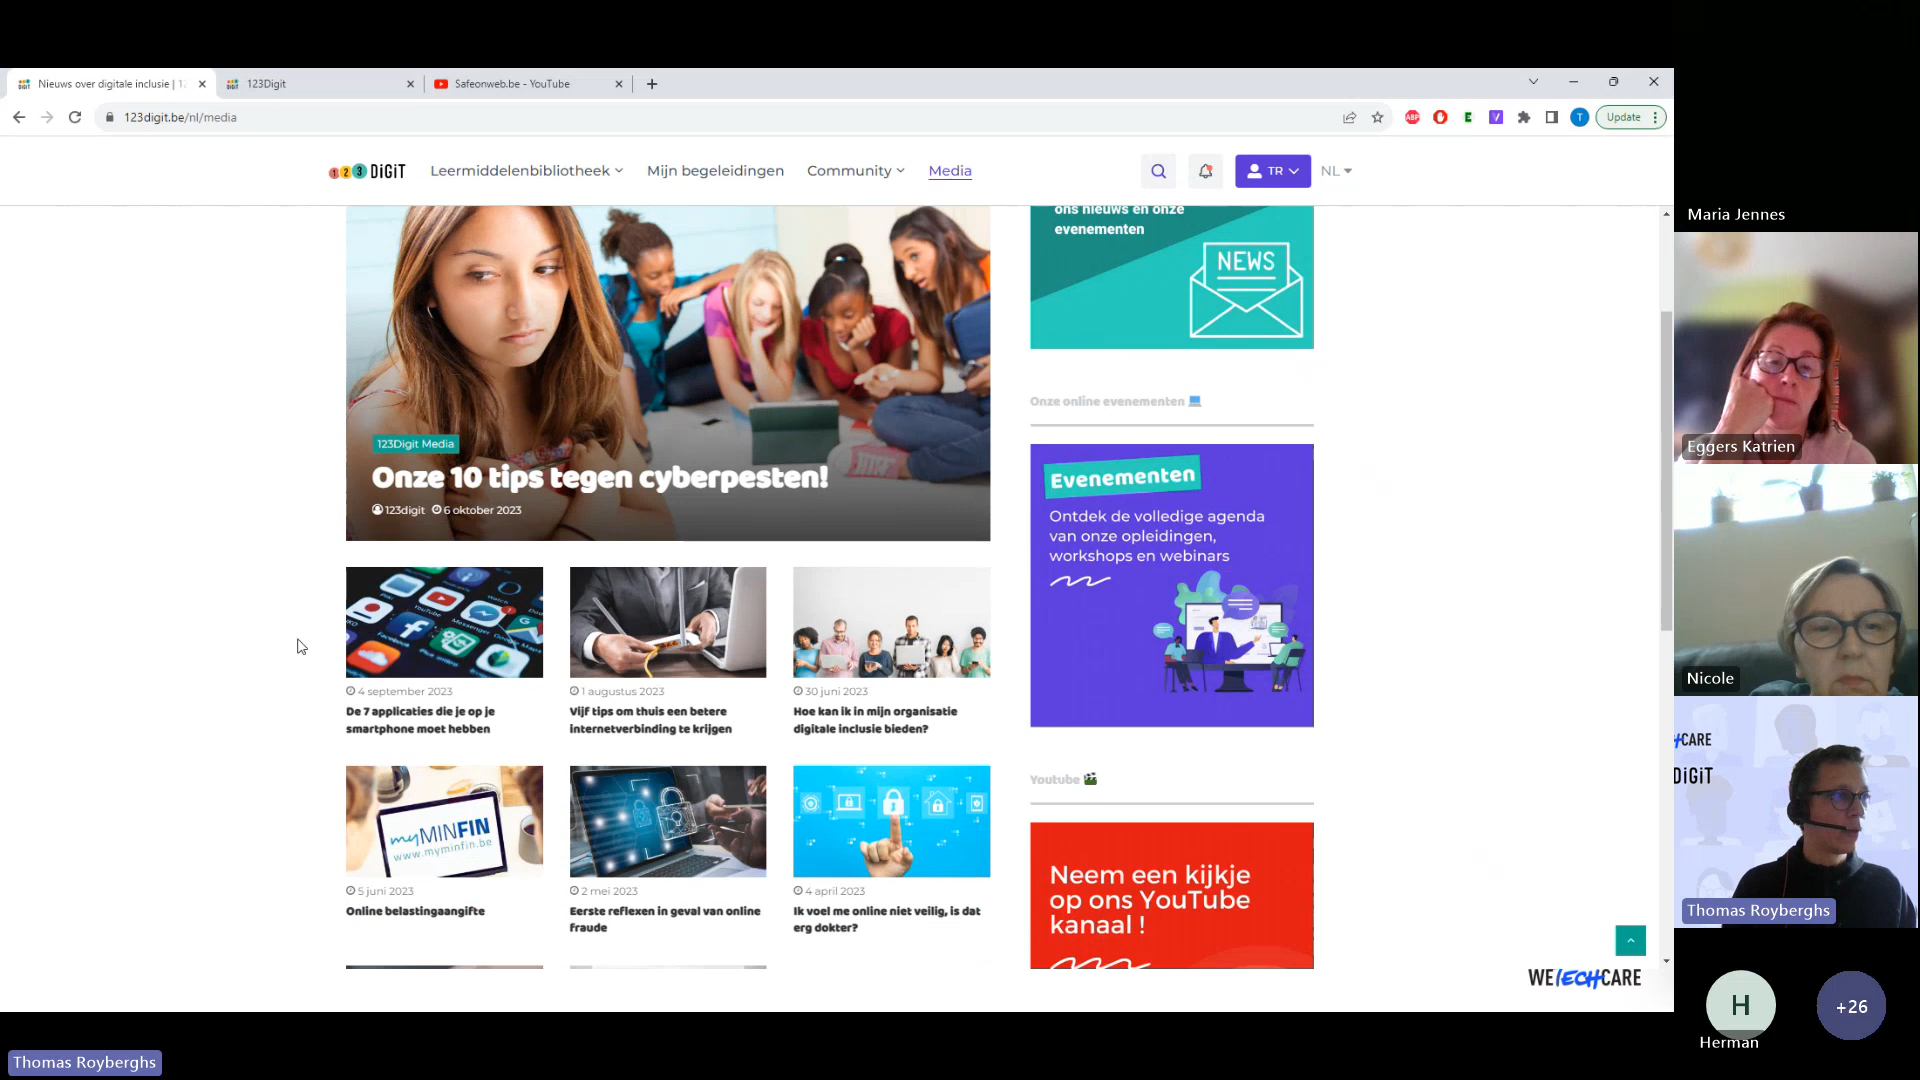 Nieuws over digitale inclusie | 12
123Digit
Safeonweb.be - YouTube
123digit.be/nl/media
ABP
Update
123 DiGiT
Leermiddelenbibliotheek
Mijn begeleidingen
Community
Media
TR
NL
ons nieuws en onze
evenementen
NEWS
123Digit Media
Onze 10 tips tegen cyberpesten!
123digit 6 oktober 2023
Onze online evenementen
Evenementen
Ontdek de volledige agenda
van onze opleidingen,
workshops en webinars
4 september 2023
De 7 applicaties die je op je
smartphone moet hebben
1 augustus 2023
Vijf tips om thuis een betere
internetverbinding te krijgen
30 juni 2023
Hoe kan ik in mijn organisatie
digitale inclusie bieden?
myMINFIN
www.myminfin.be
5 juni 2023
Online belastingaangifte
2 mei 2023
Eerste reflexen in geval van online
fraude
4 april 2023
Ik voel me online niet veilig, is dat
erg dokter?
Youtube
Neem een kijkje
op ons YouTube
kanaal !
WETECHCARE
Maria Jennes
Eggers Katrien
Nicole
CARE
DiGiT
Thomas Royberghs
H
Herman
+26
Thomas Royberghs